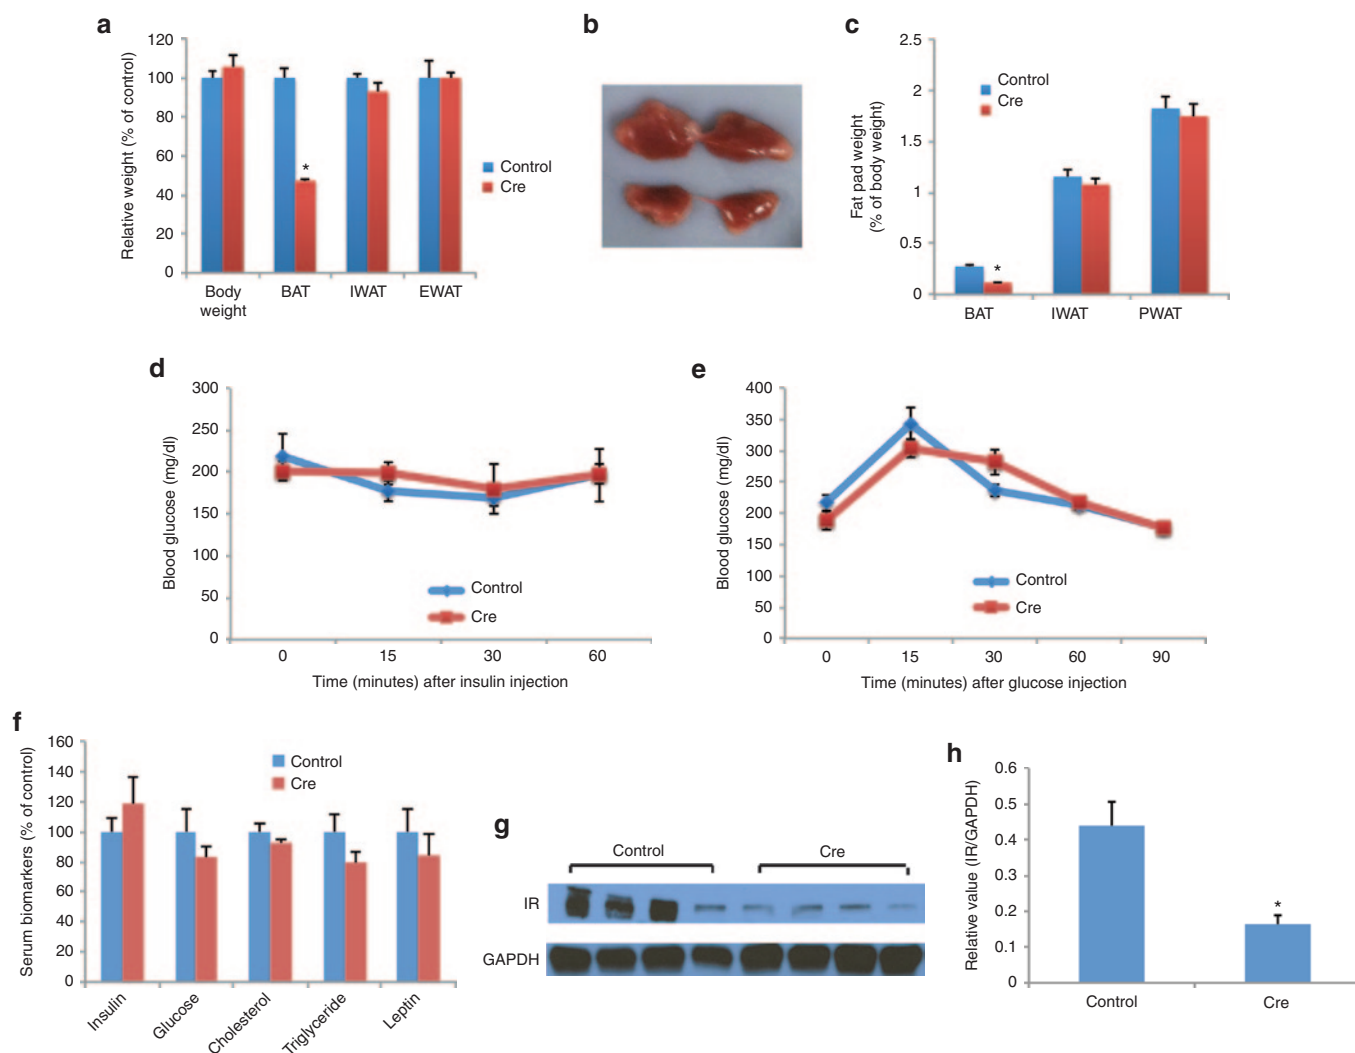 a
120
100
80
60
40
20
0
Relative weight (% of control)
*
Body
weight
BAT
IWAT
EWAT
Control
Cre
b
c
2.5
2
1.5
1
0.5
0
Fat pad weight
(% of body weight)
Control
Cre
*
BAT
IWAT
PWAT
d
300
250
200
150
100
50
0
Blood glucose (mg/dl)
Control
Cre
0
15
30
60
Time (minutes) after insulin injection
e
400
350
300
250
200
150
100
50
0
Blood glucose (mg/dl)
Control
Cre
0
15
30
60
90
Time (minutes) after glucose injection
f
160
140
120
100
80
60
40
20
0
Serum biomarkers (% of control)
Control
Cre
Insulin
Glucose
Cholesterol
Triglyceride
Leptin
g
Control
Cre
IR
GAPDH
h
0.6
0.5
0.4
0.3
0.2
0.1
0
Relative value (IR/GAPDH)
*
Control
Cre